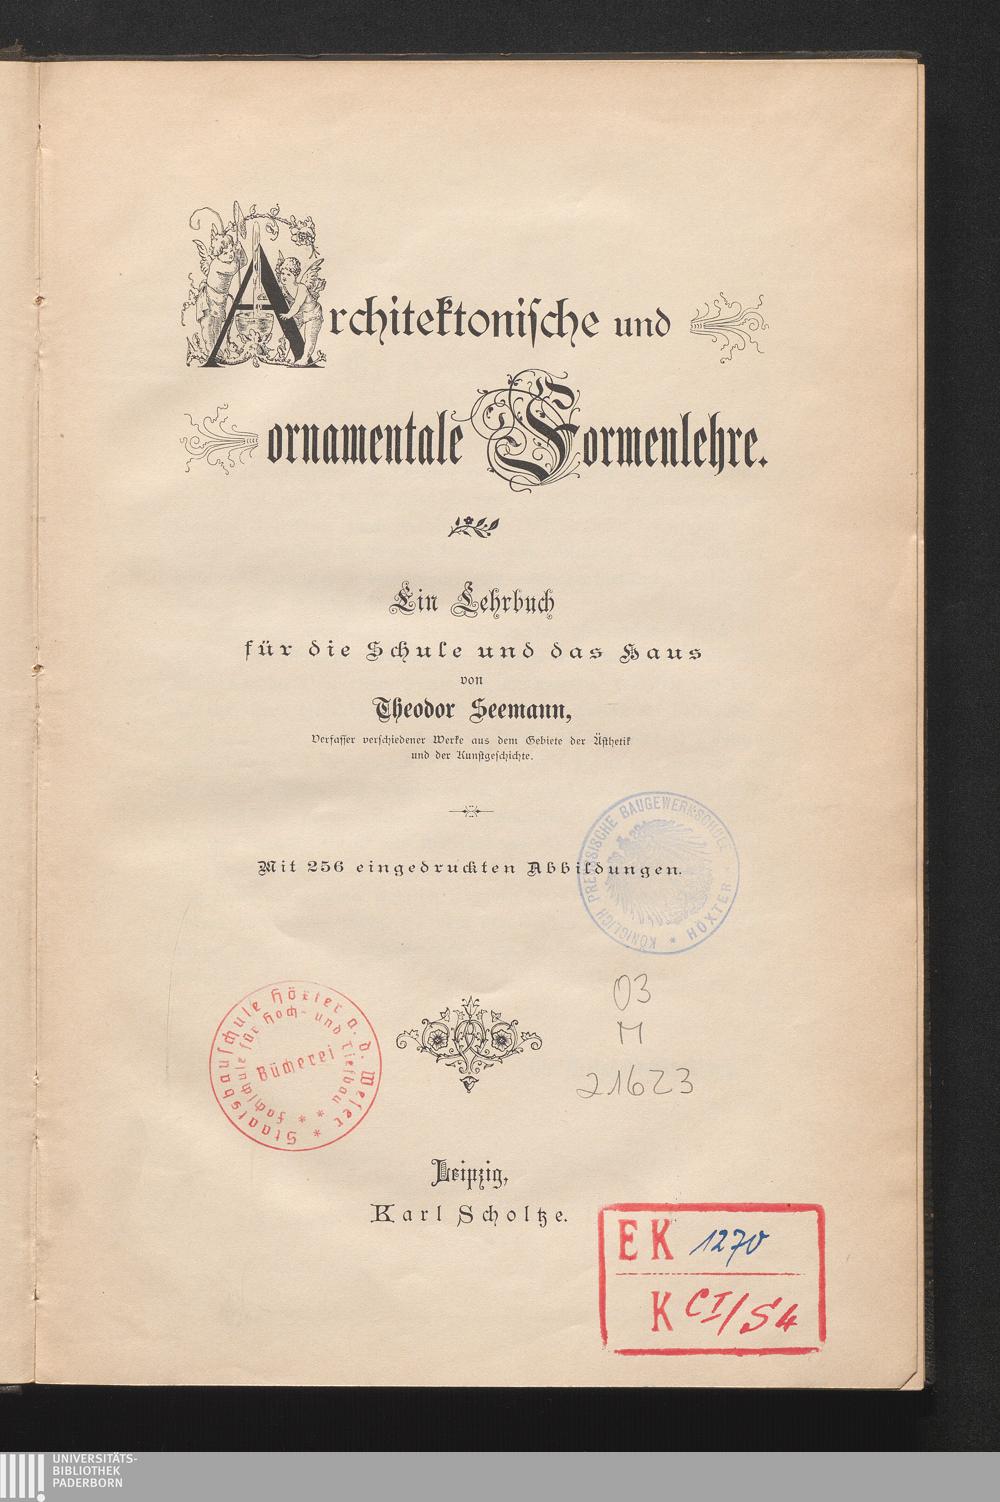 Architektoniſche und
ornamentale Formenlehre.
Ein Lehrbuch
für die Schule und das Haus
von
Theodor Seemann,
Verfaſſer verſchiedener Werke aus dem Gebiete der Äſthetik
und der Kunſtgeſchichte.
Mit 256 eingedruckten Abbildungen.
KÖNIGLICH PREUSSISCHE BAUGEWERKSCHULE * HÖXTER *
03
M
21623
Staatsbauſchule Höxter a. d. Weſer *
Fachſchule für Hoch- und Tiefbau * *
Bücherei
Leipzig,
Karl Scholtze.
EK 1270
K CI/S4
UNIVERSITÄTS-
BIBLIOTHEK
PADERBORN